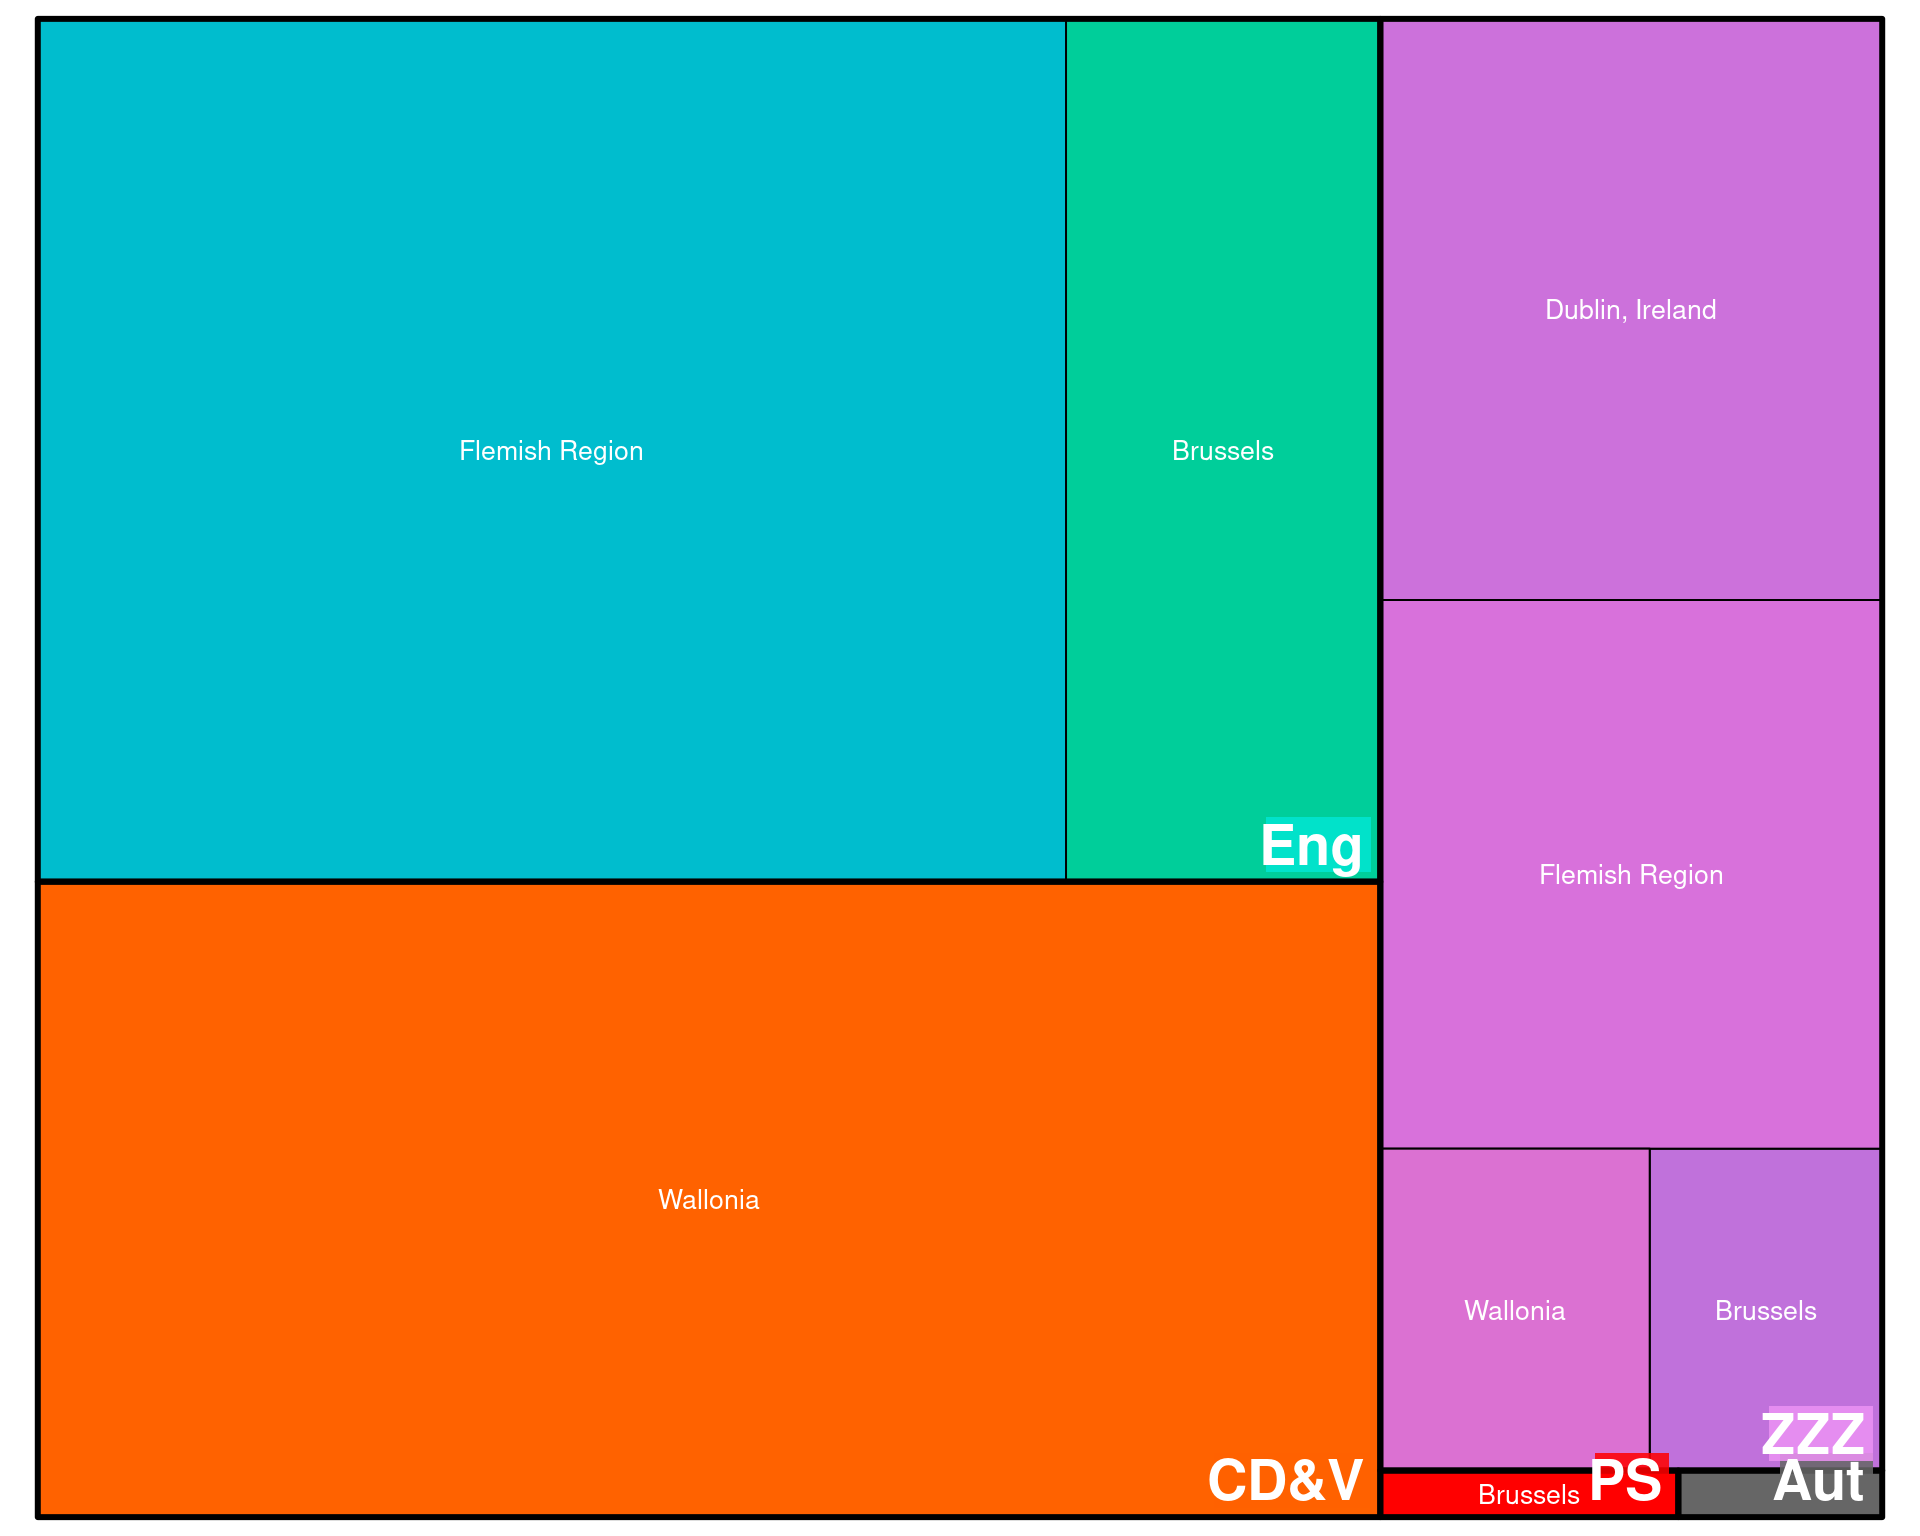 Flemish Region
Brussels
Eng
Wallonia
CD&V
Dublin, Ireland
Flemish Region
Wallonia
Brussels
ZZZ
Brussels
PS
Aut